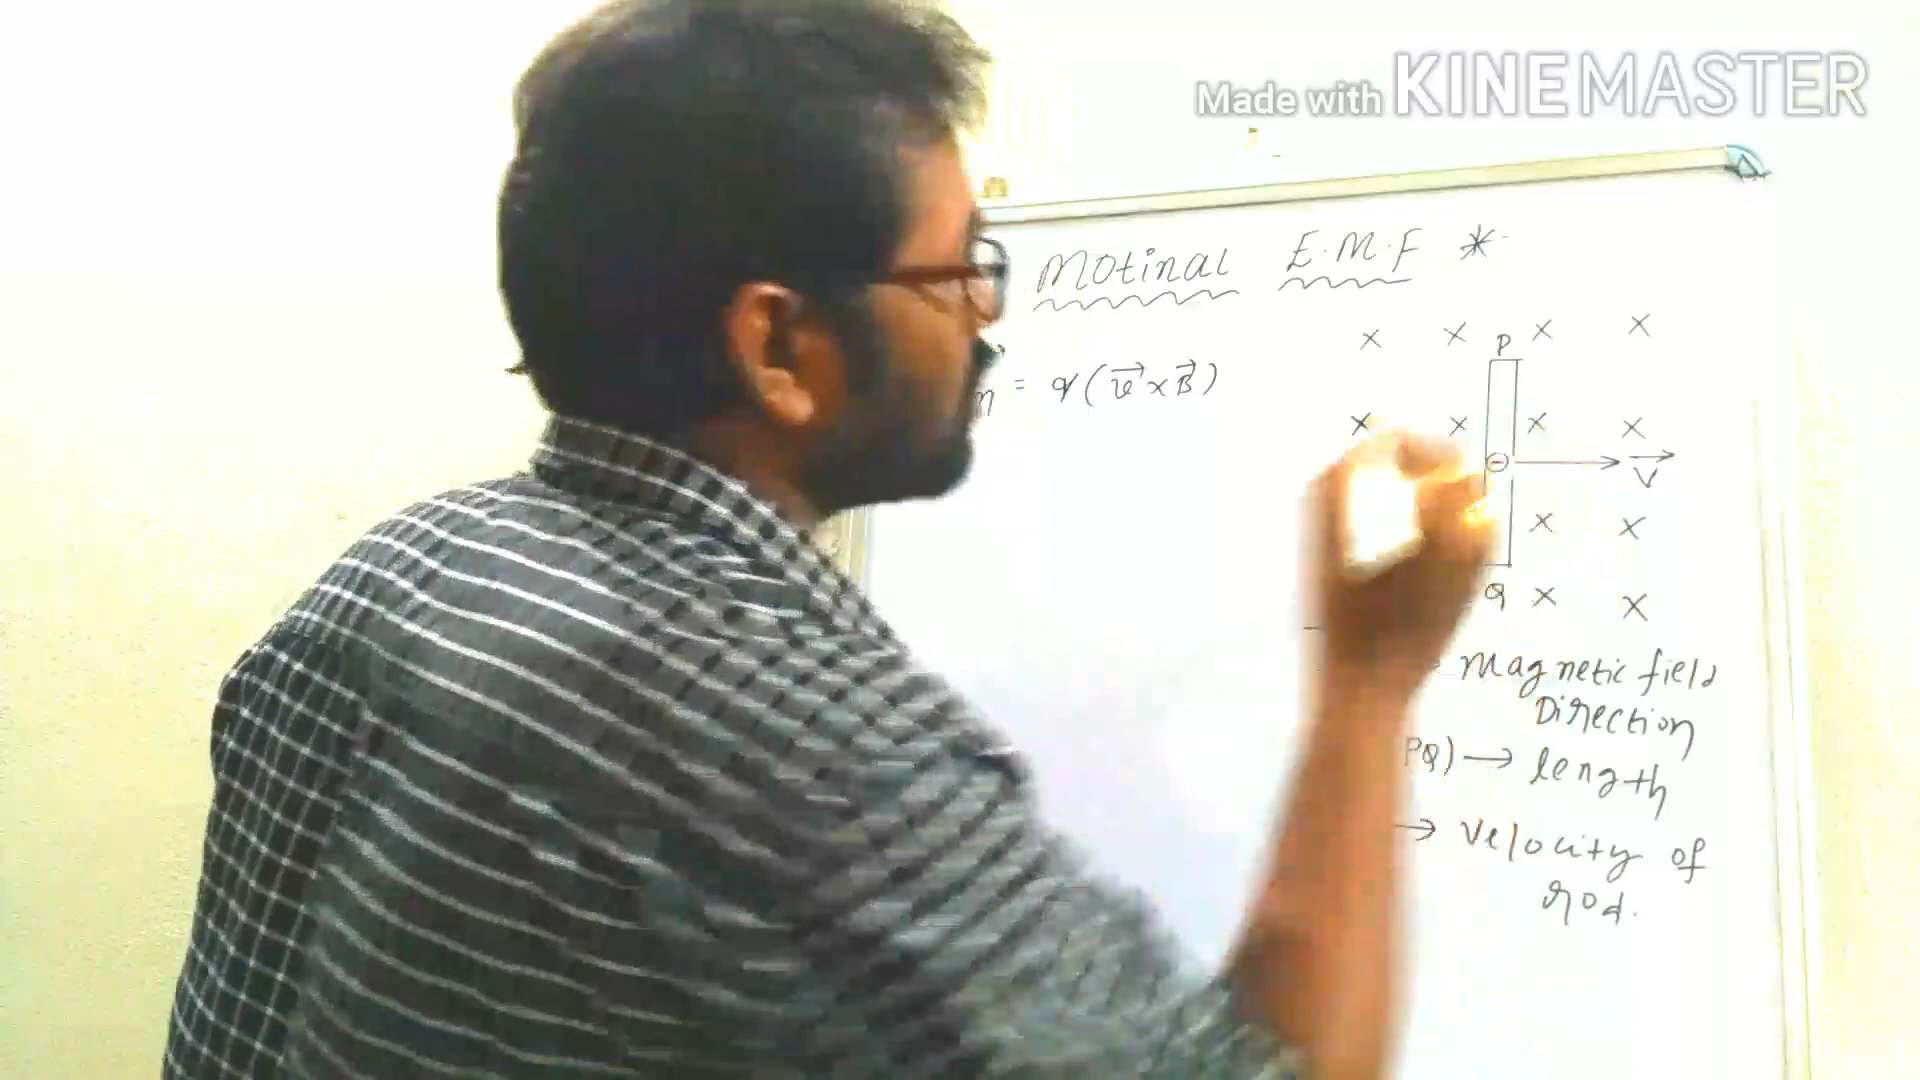 Made with KINEMASTER
Motinal E.M.F *
= q(v⃗ × B⃗)
× × × ×
P
× × × ×
⊖ → V⃗
× ×
Q × ×
Magnetic field
Direction
PQ) → length
→ Velocity of
rod.